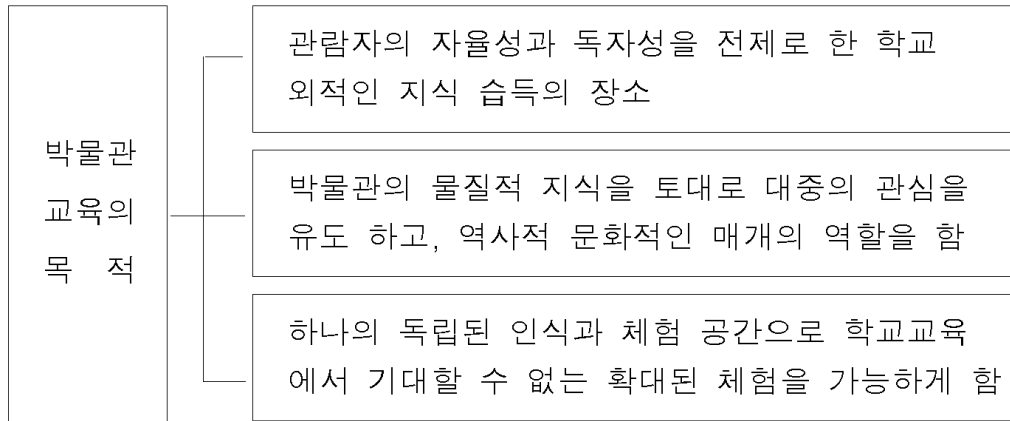 박물관
교육의
목 적
관람자의 자율성과 독자성을 전제로 한 학교
외적인 지식 습득의 장소
박물관의 물질적 지식을 토대로 대중의 관심을
유도 하고, 역사적 문화적인 매개의 역할을 함
하나의 독립된 인식과 체험 공간으로 학교교육
에서 기대할 수 없는 확대된 체험을 가능하게 함